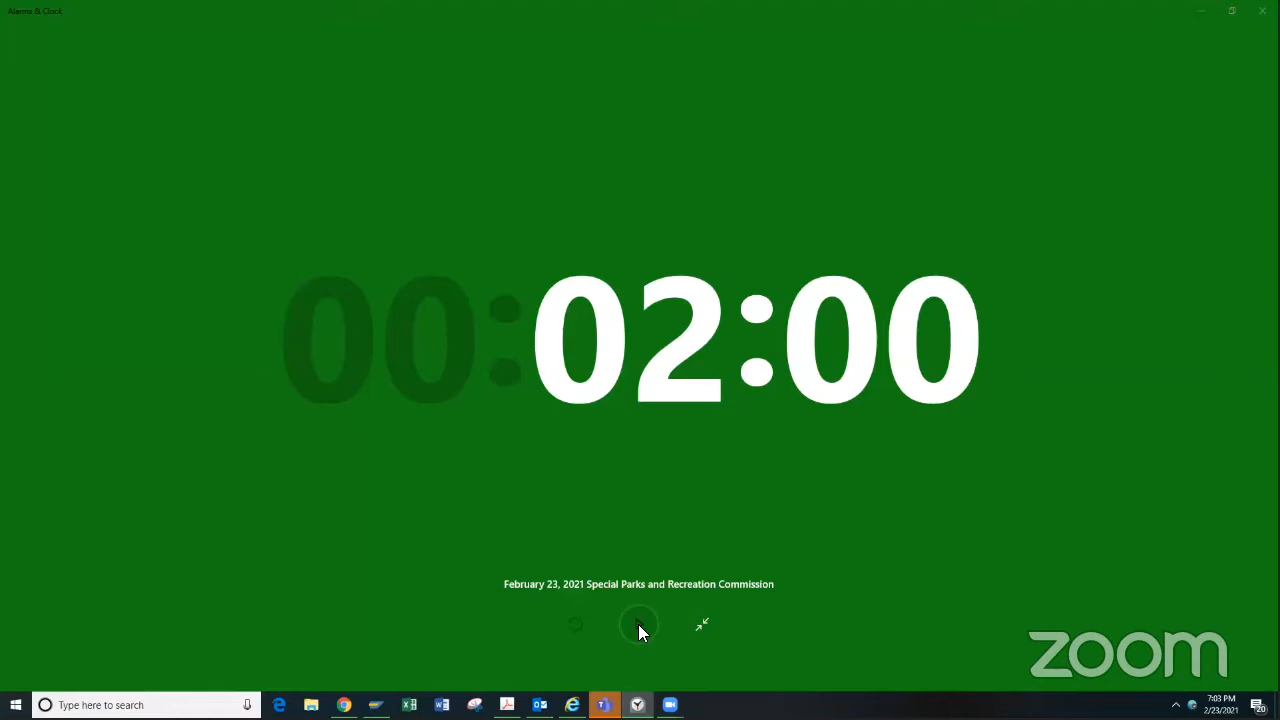 Alarms & Clock
00:02:00
February 23, 2021 Special Parks and Recreation Commission
zoom
Type here to search
7:03 PM
2/23/2021
20